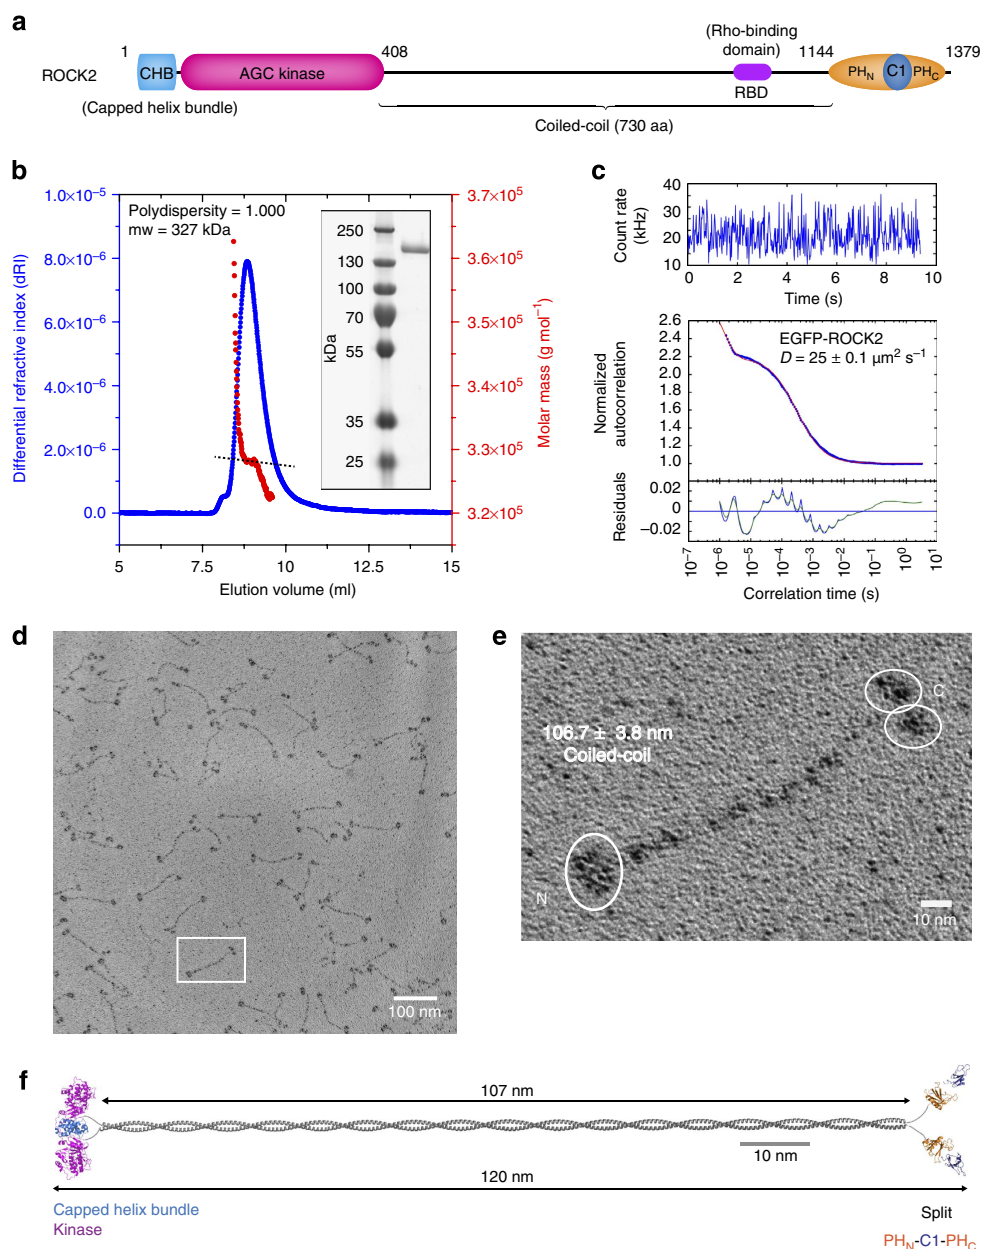 a
1
408
(Rho-binding
domain)
1144
1379
ROCK2
CHB
AGC kinase
PH_N
C1
PH_C
(Capped helix bundle)
RBD
Coiled-coil (730 aa)
b
Differential refractive index (dRI)
1.0×10⁻⁵
8.0×10⁻⁶
6.0×10⁻⁶
4.0×10⁻⁶
2.0×10⁻⁶
0.0
Polydispersity = 1.000
mw = 327 kDa
kDa
250
130
100
70
55
35
25
3.7×10⁵
3.6×10⁵
3.5×10⁵
3.4×10⁵
3.3×10⁵
3.2×10⁵
Molar mass (g mol⁻¹)
5
7.5
10
12.5
15
Elution volume (ml)
c
Count rate
(kHz)
40
30
20
10
0
2
4
6
8
10
Time (s)
Normalized
autocorrelation
2.6
2.4
2.2
2.0
1.8
1.6
1.4
1.2
1.0
EGFP-ROCK2
D = 25 ± 0.1 µm² s⁻¹
Residuals
0.02
0
−0.02
10⁻⁷
10⁻⁶
10⁻⁵
10⁻⁴
10⁻³
10⁻²
10⁻¹
10⁰
10¹
Correlation time (s)
d
100 nm
e
C
106.7 ± 3.8 nm
Coiled-coil
N
10 nm
f
107 nm
10 nm
120 nm
Capped helix bundle
Kinase
Split
PH_N-C1-PH_C